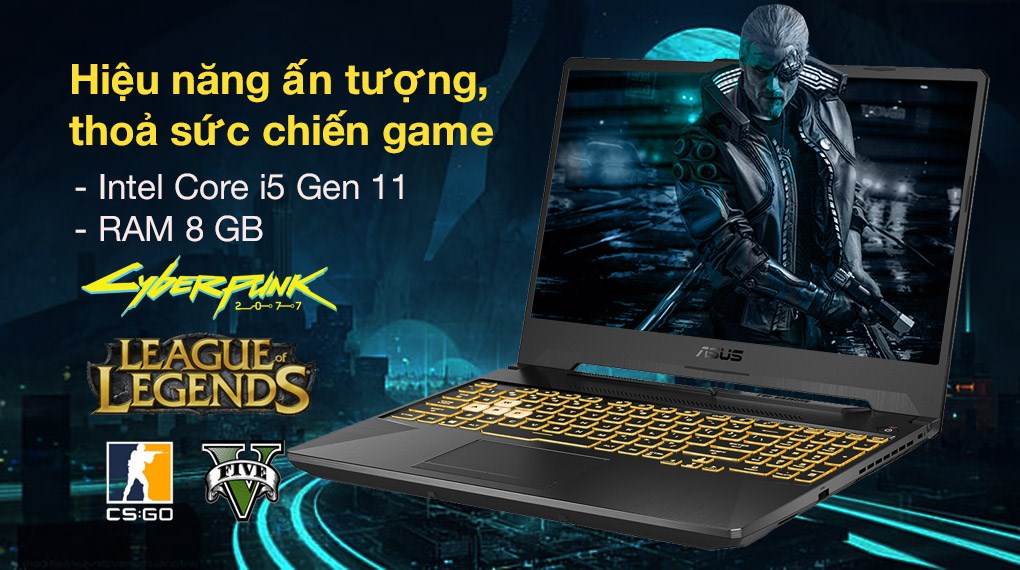 Hiệu năng ấn tượng,
thoả sức chiến game
- Intel Core i5 Gen 11
- RAM 8 GB
Cyberpunk
2077
LEAGUE of
LEGENDS
CS:GO
FIVE
V
ASUS